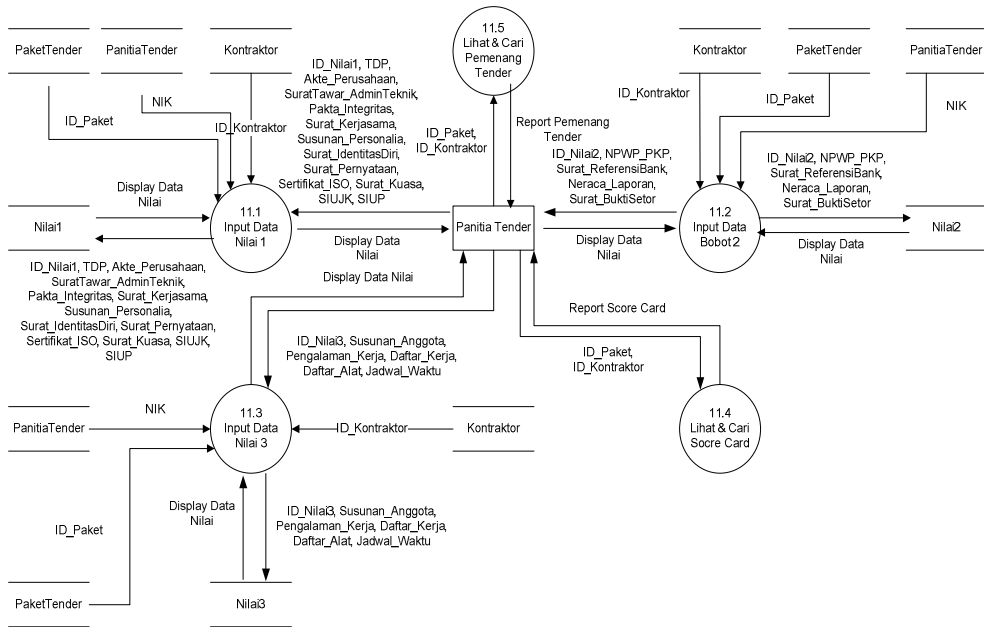 PaketTender
PanitiaTender
Kontraktor
11.5
Lihat & Cari
Pemenang
Tender
Kontraktor
PaketTender
PanitiaTender
ID_Paket
NIK
ID_Kontraktor
ID_Nilai1, TDP,
Akte_Perusahaan,
SuratTawar_AdminTeknik,
Pakta_Integritas,
Surat_Kerjasama,
Susunan_Personalia,
Surat_IdentitasDiri,
Surat_Pernyataan,
Sertifikat_ISO, Surat_Kuasa,
SIUJK, SIUP
ID_Paket,
ID_Kontraktor
Report Pemenang
Tender
ID_Kontraktor
ID_Paket
NIK
ID_Nilai2, NPWP_PKP,
Surat_ReferensiBank,
Neraca_Laporan,
Surat_BuktiSetor
ID_Nilai2, NPWP_PKP,
Surat_ReferensiBank,
Neraca_Laporan,
Surat_BuktiSetor
Display Data
Nilai
Nilai1
11.1
Input Data
Nilai 1
Display Data
Nilai
Panitia Tender
Display Data
Nilai
11.2
Input Data
Bobot 2
Display Data
Nilai
Nilai2
ID_Nilai1, TDP, Akte_Perusahaan,
SuratTawar_AdminTeknik,
Pakta_Integritas, Surat_Kerjasama,
Susunan_Personalia,
Surat_IdentitasDiri, Surat_Pernyataan,
Sertifikat_ISO, Surat_Kuasa, SIUJK,
SIUP
Display Data Nilai
Report Score Card
ID_Nilai3, Susunan_Anggota,
Pengalaman_Kerja, Daftar_Kerja,
Daftar_Alat, Jadwal_Waktu
ID_Paket,
ID_Kontraktor
PanitiaTender
NIK
11.3
Input Data
Nilai 3
ID_Kontraktor
Kontraktor
11.4
Lihat & Cari
Socre Card
ID_Paket
Display Data
Nilai
ID_Nilai3, Susunan_Anggota,
Pengalaman_Kerja, Daftar_Kerja,
Daftar_Alat, Jadwal_Waktu
PaketTender
Nilai3